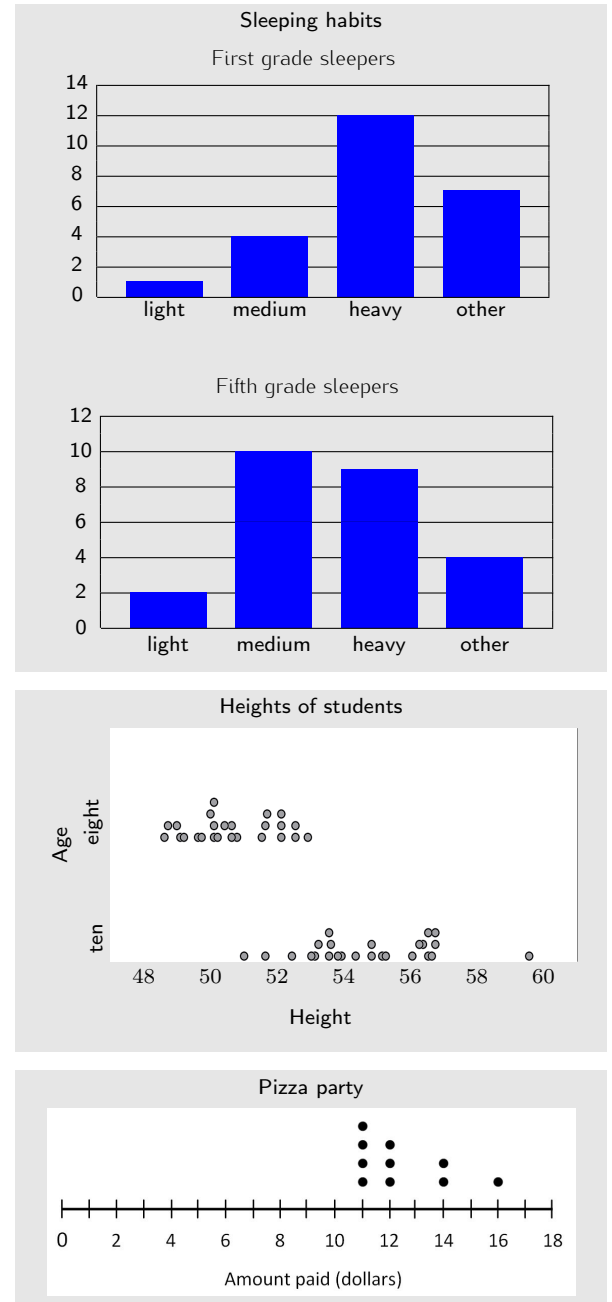 Sleeping habits
First grade sleepers
14
12
10
8
6
4
2
0
light medium heavy other
Fifth grade sleepers
12
10
8
6
4
2
0
light medium heavy other
Heights of students
Age
eight
ten
48 50 52 54 56 58 60
Height
Pizza party
0 2 4 6 8 10 12 14 16 18
Amount paid (dollars)